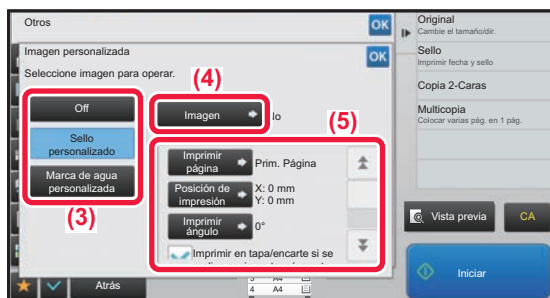 Otros
OK
Imagen personalizada
OK
Seleccione imagen para operar.
(4)
Off
Sello
personalizado
Marca de agua
personalizada
(3)
Imagen
lo
(5)
Imprimir
página
Prim. Página
Posición de
impresión
X: 0 mm
Y: 0 mm
Imprimir
ángulo
0°
Imprimir en tapa/encarte si se
Atrás
3 A4
4 A4
Original
Cambie el tamaño/dir.
Sello
Imprimir fecha y sello
Copia 2-Caras
Multicopia
Colocar varias pág. en 1 pág.
Vista previa
CA
Iniciar